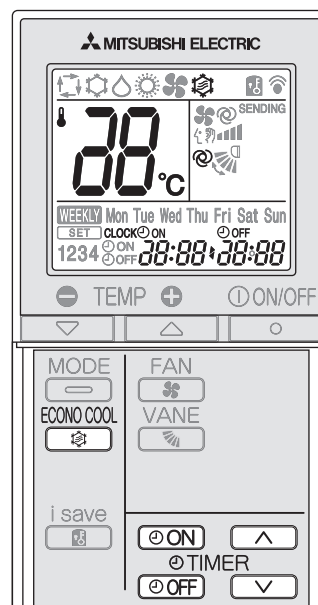 MITSUBISHI ELECTRIC
SENDING
88°C
WEEKLY Mon Tue Wed Thu Fri Sat Sun
SET CLOCK ON OFF
1234 ON OFF 88:88 88:88
TEMP ON/OFF
MODE FAN
ECONO COOL VANE
i save
ON
TIMER
OFF